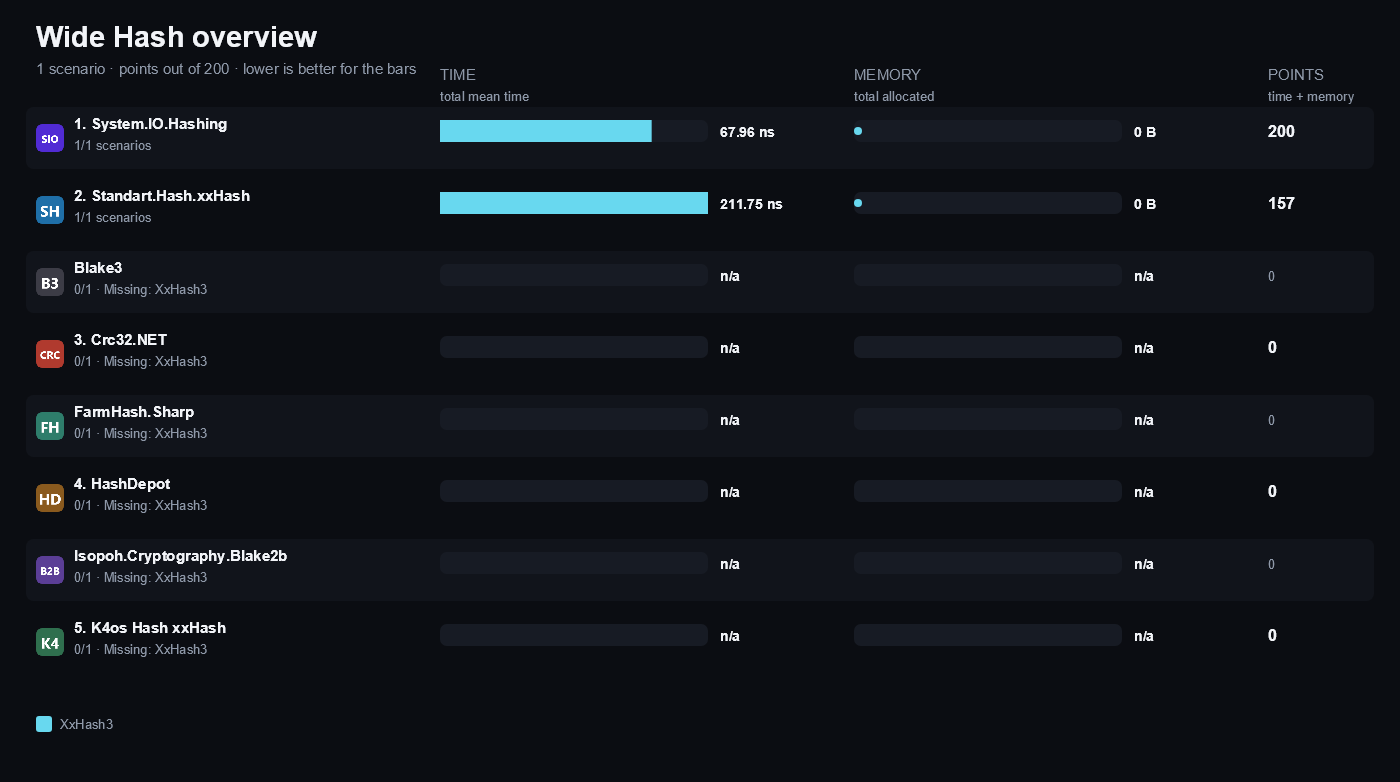 Wide Hash overview
1 scenario · points out of 200 · lower is better for the bars
TIME
total mean time
MEMORY
total allocated
POINTS
time + memory
SIO
1. System.IO.Hashing
1/1 scenarios
67.96 ns
0 B
200
SH
2. Standart.Hash.xxHash
1/1 scenarios
211.75 ns
0 B
157
B3
Blake3
0/1 · Missing: XxHash3
n/a
n/a
0
CRC
3. Crc32.NET
0/1 · Missing: XxHash3
n/a
n/a
0
FH
FarmHash.Sharp
0/1 · Missing: XxHash3
n/a
n/a
0
HD
4. HashDepot
0/1 · Missing: XxHash3
n/a
n/a
0
B2B
Isopoh.Cryptography.Blake2b
0/1 · Missing: XxHash3
n/a
n/a
0
K4
5. K4os Hash xxHash
0/1 · Missing: XxHash3
n/a
n/a
0
XxHash3